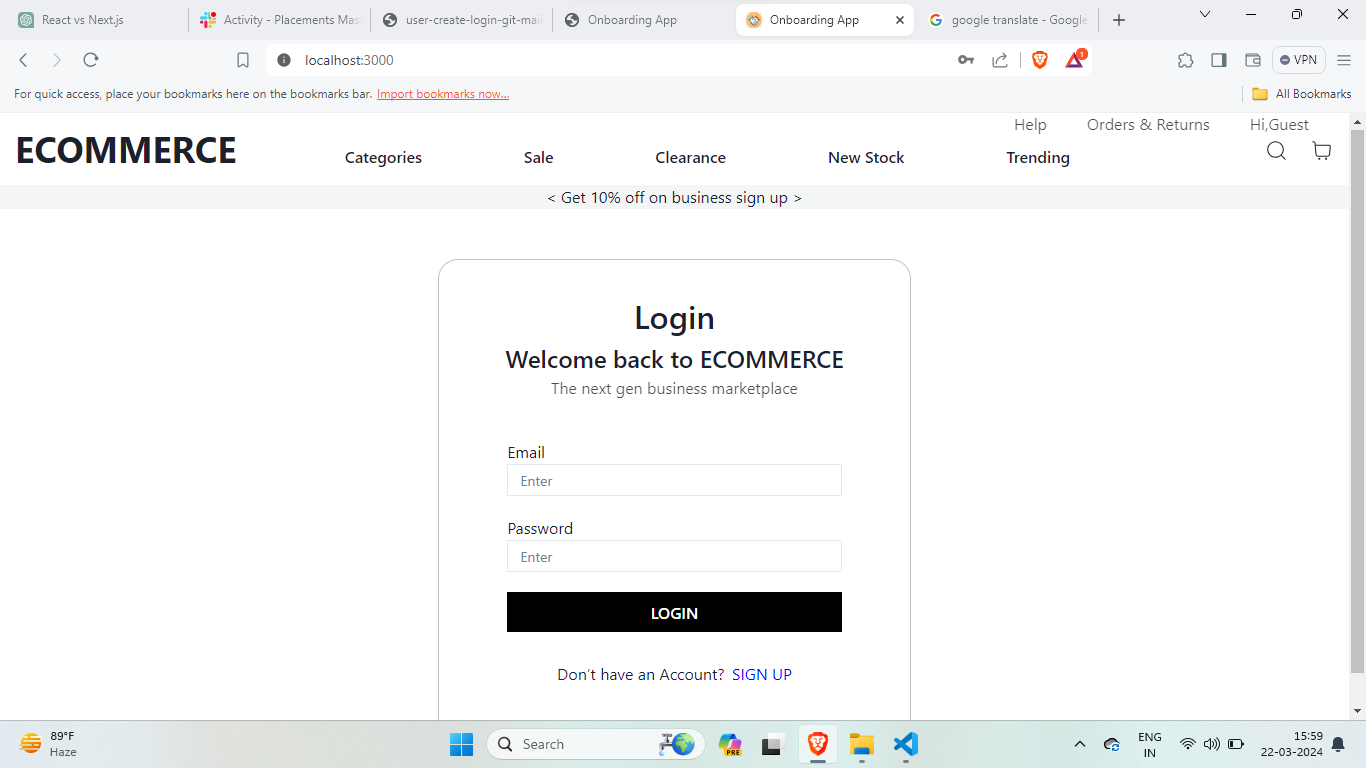 React vs Next.js
Activity - Placements Mas
user-create-login-git-mai
Onboarding App
Onboarding App
google translate - Google
localhost:3000
1
VPN
For quick access, place your bookmarks here on the bookmarks bar. Import bookmarks now...
All Bookmarks
Help
Orders & Returns
Hi,Guest
ECOMMERCE
Categories
Sale
Clearance
New Stock
Trending
< Get 10% off on business sign up >
Login
Welcome back to ECOMMERCE
The next gen business marketplace
Email
Enter
Password
Enter
LOGIN
Don't have an Account? SIGN UP
89°F
Haze
Search
PRE
ENG
IN
15:59
22-03-2024